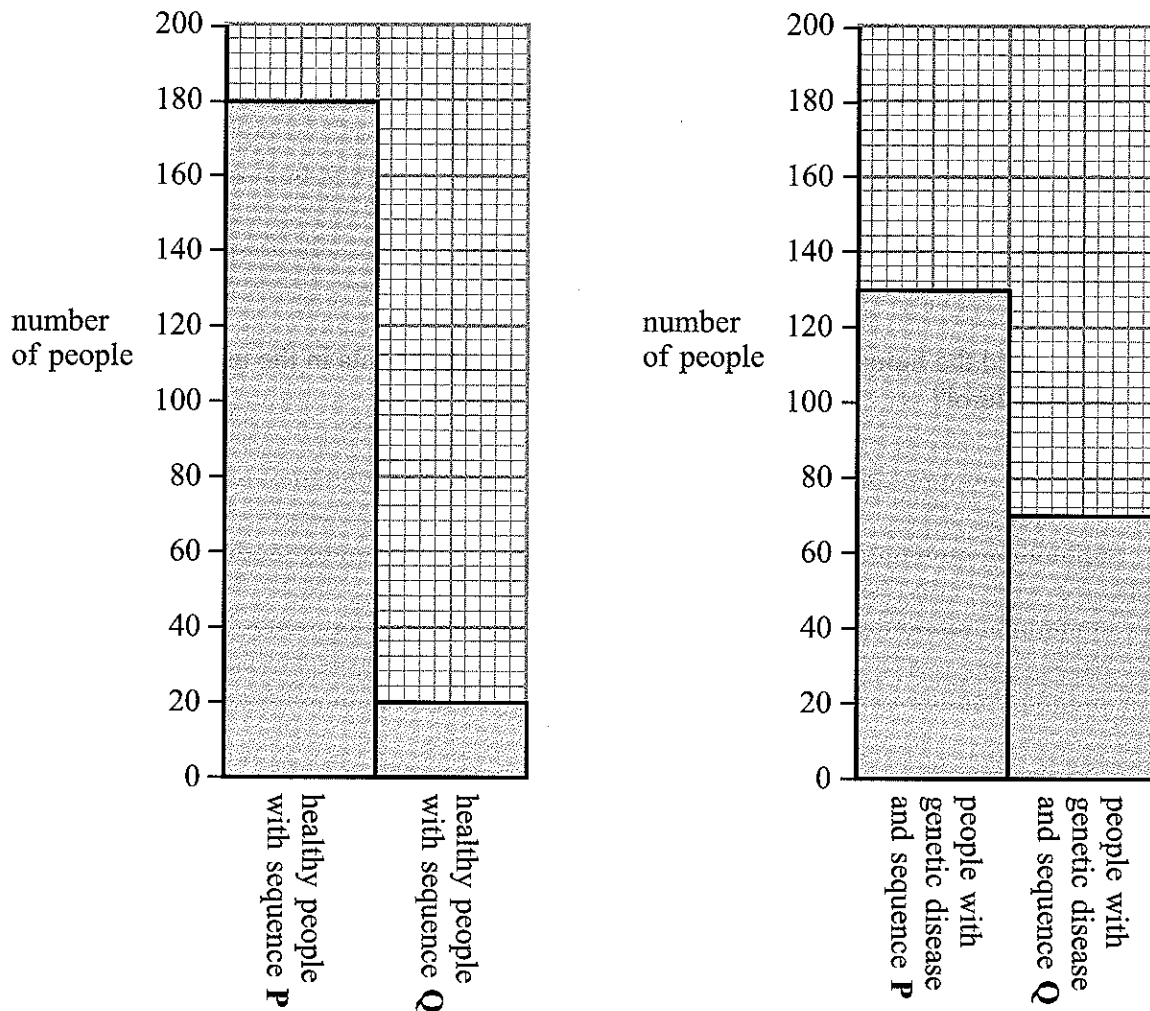 200
180
160
140
120
100
80
60
40
20
0
number
of people
healthy people
with sequence P
healthy people
with sequence Q
200
180
160
140
120
100
80
60
40
20
0
number
of people
people with
genetic disease
and sequence P
people with
genetic disease
and sequence Q